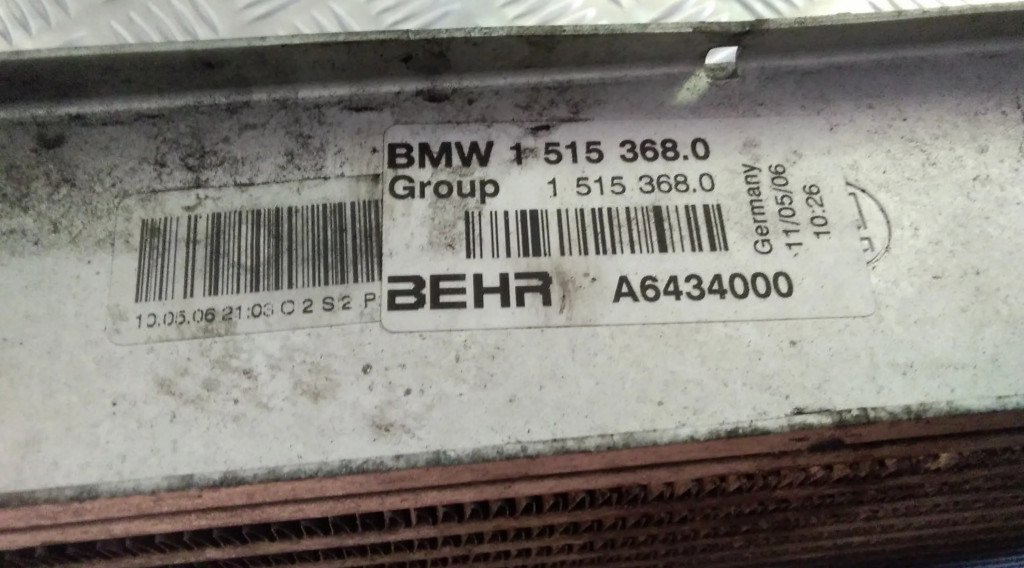 BMW 1 515 368.0
Group 1 515 368.0
BEHR A6434000
Germany
11/05/06
10:26
10.05.06 21:03 C 2 S 2 P